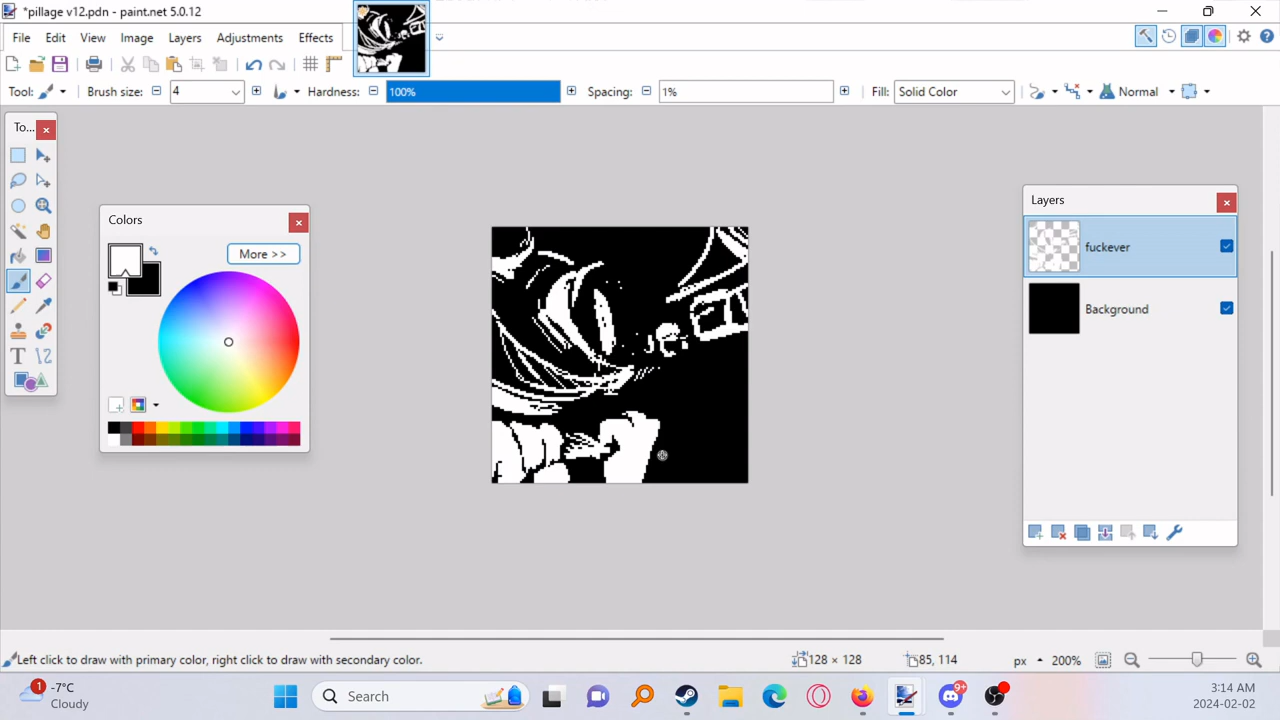 *pillage v12.pdn - paint.net 5.0.12
File Edit View Image Layers Adjustments Effects
Tool: Brush size: 4 Hardness: 100% Spacing: 1% Fill: Solid Color Normal
To...
Colors
More >>
Layers
fuckever
Background
Left click to draw with primary color, right click to draw with secondary color.
128 × 128
85, 114
px
200%
1
-7°C
Cloudy
Search
9+
3:14 AM
2024-02-02